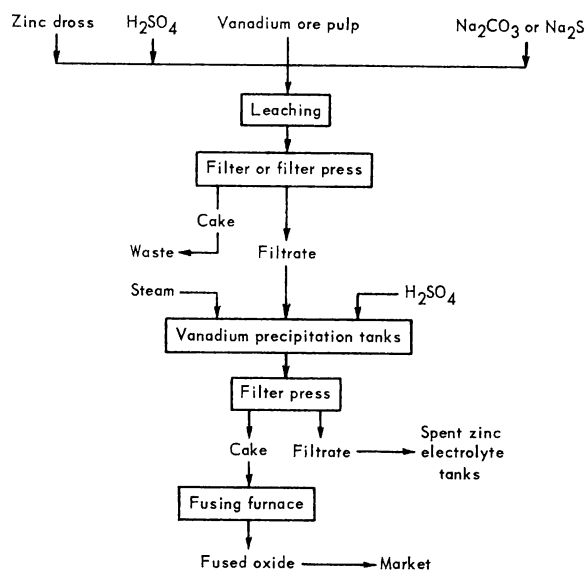 Zinc dross
H2SO4
Vanadium ore pulp
Na2CO3 or Na2S
Leaching
Filter or filter press
Cake
Waste
Filtrate
Steam
H2SO4
Vanadium precipitation tanks
Filter press
Cake
Filtrate
Spent zinc
electrolyte
tanks
Fusing furnace
Fused oxide
Market